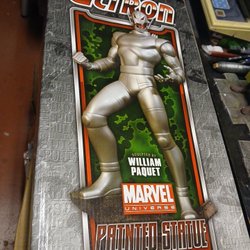 SCULPTED BY
WILLIAM
PAQUET
MARVEL
UNIVERSE
PAINTED STATUE